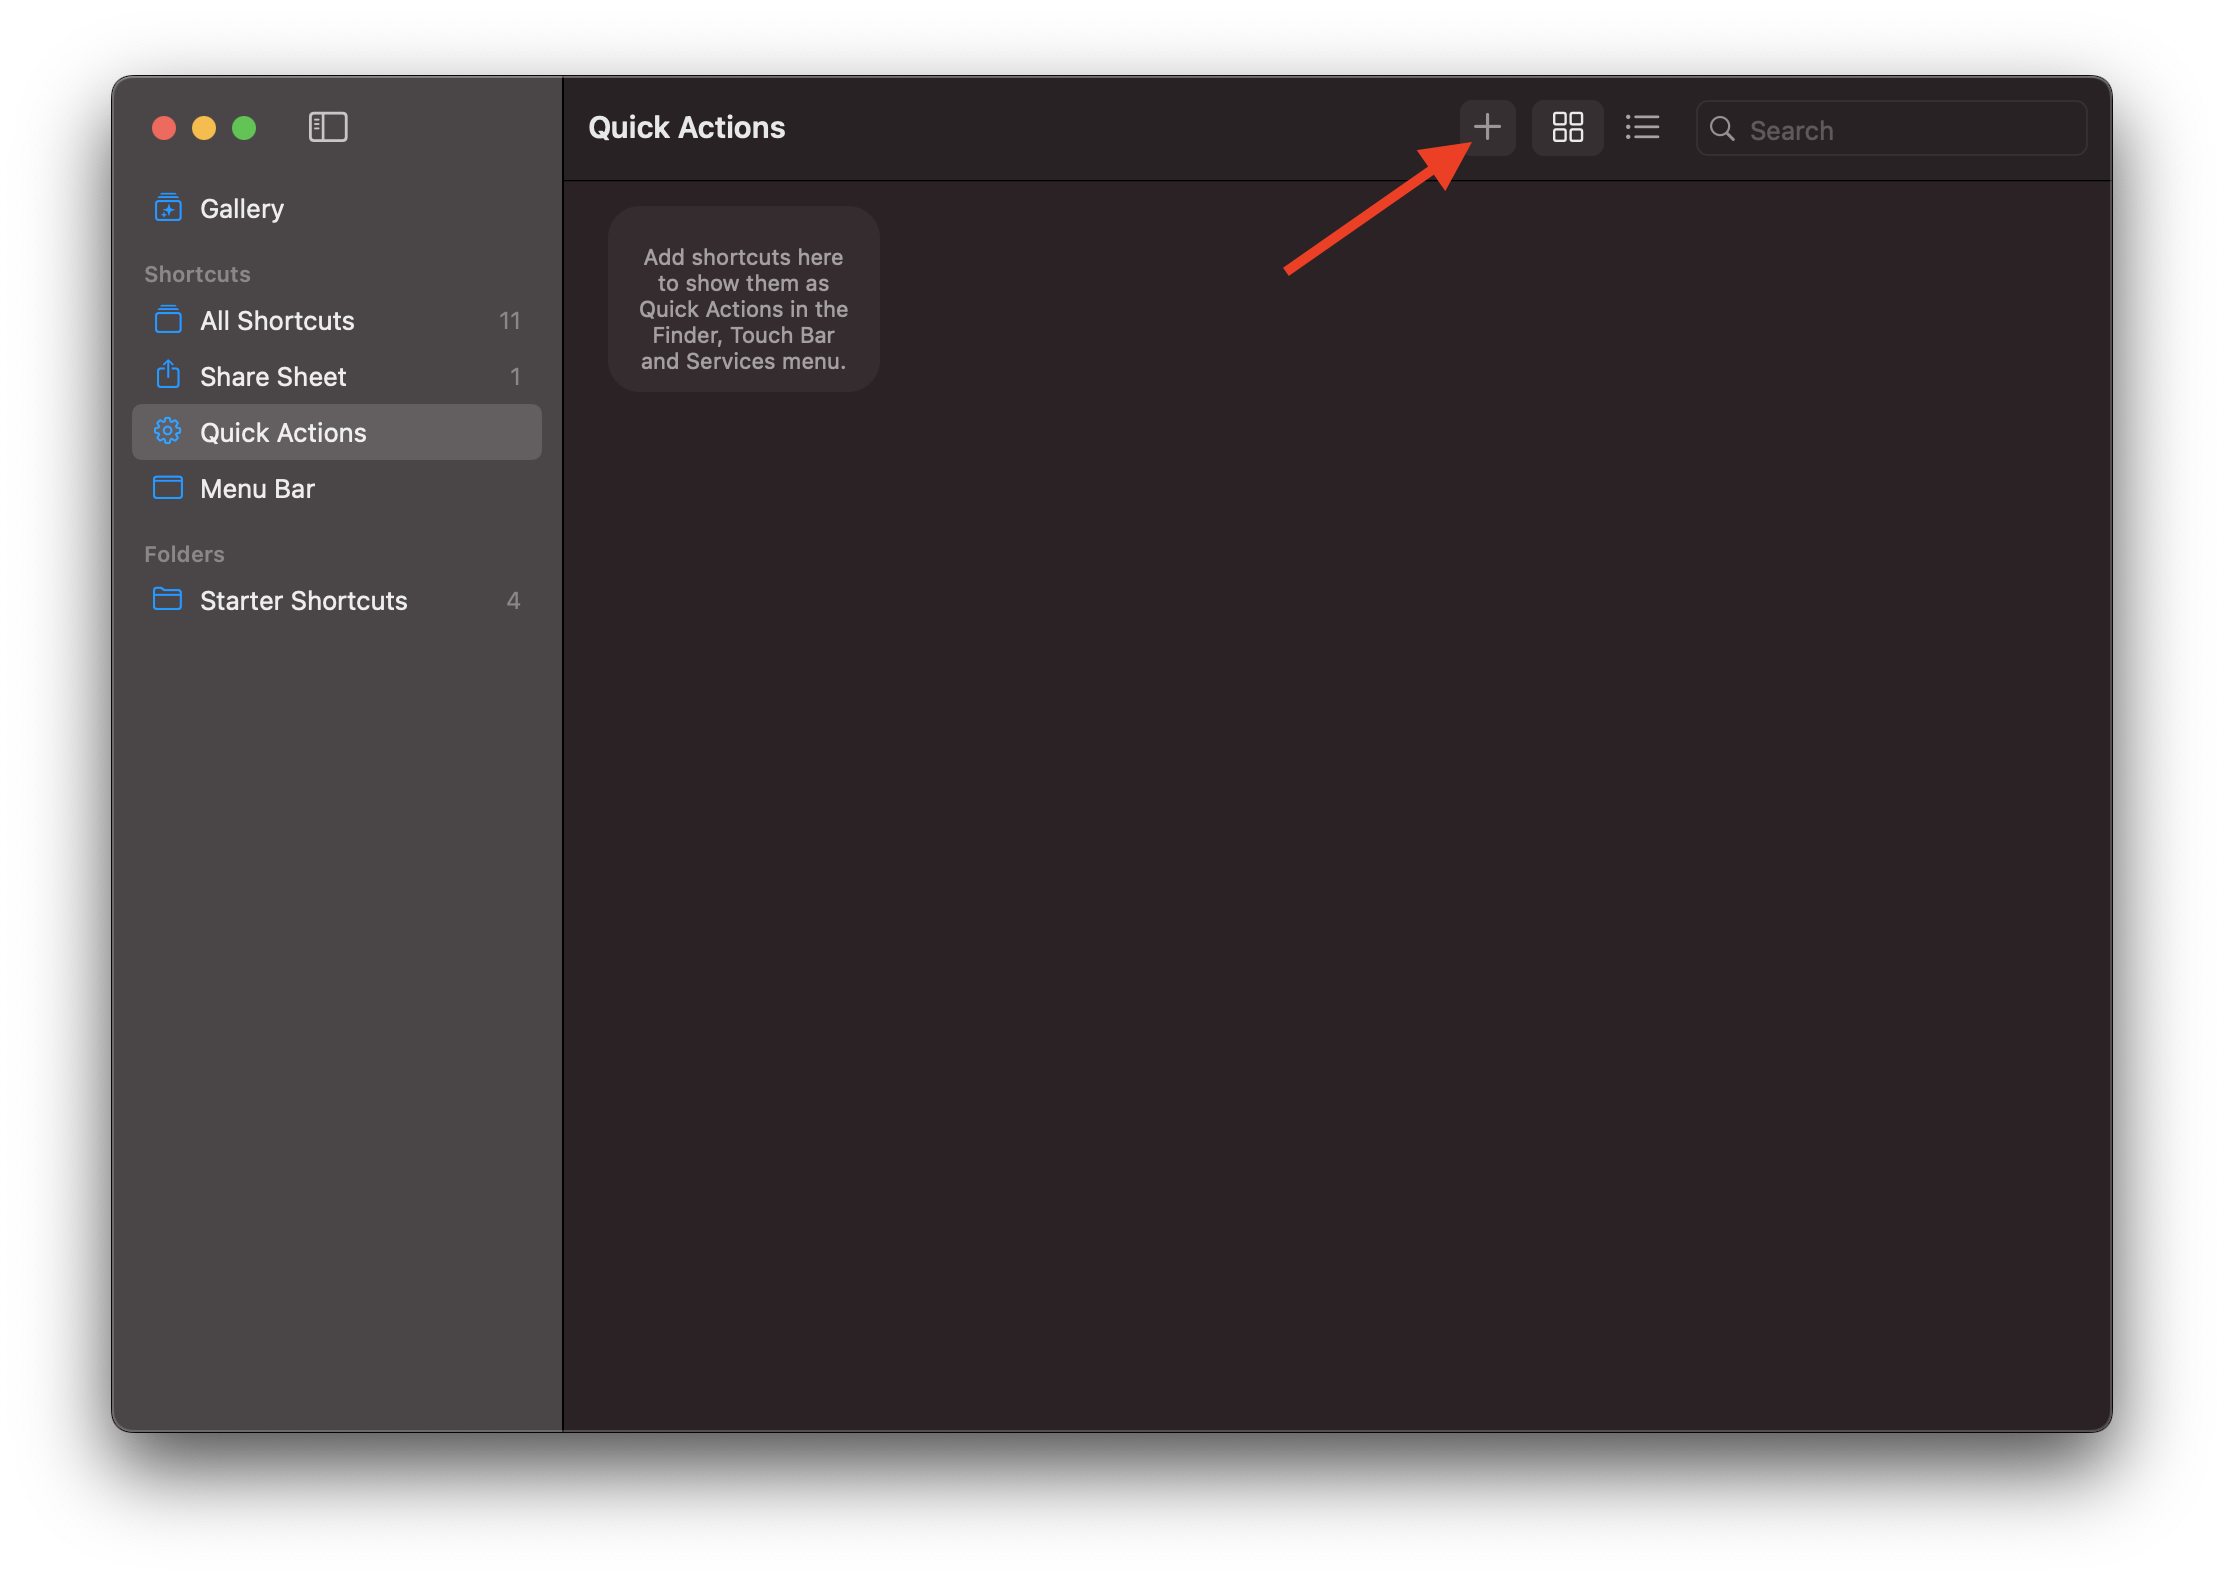 Quick Actions
Search
Gallery
Shortcuts
All Shortcuts 11
Share Sheet 1
Quick Actions
Menu Bar
Folders
Starter Shortcuts 4
Add shortcuts here
to show them as
Quick Actions in the
Finder, Touch Bar
and Services menu.